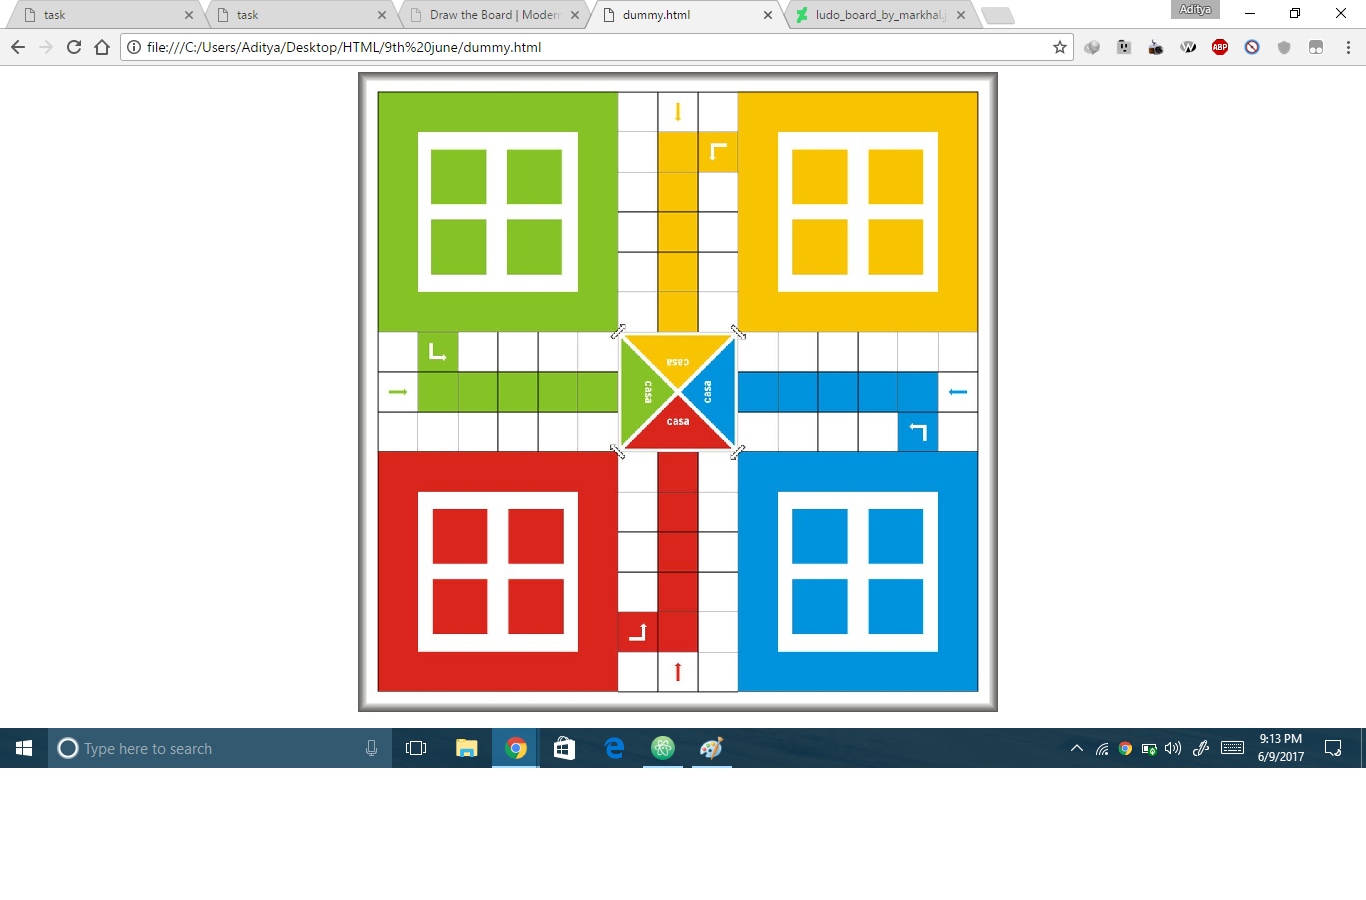 task
task
Draw the Board | Modern
dummy.html
ludo_board_by_markhal.j
Aditya
file:///C:/Users/Aditya/Desktop/HTML/9th%20june/dummy.html
W
ABP
casa
casa
casa
casa
Type here to search
9:13 PM
6/9/2017